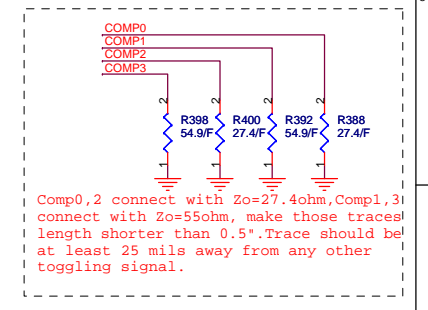 COMP0
COMP1
COMP2
COMP3
2 2 2 2
R398 R400 R392 R388
54.9/F 27.4/F 54.9/F 27.4/F
1 1 1 1
Comp0,2 connect with Zo=27.4ohm,Comp1,3
connect with Zo=55ohm, make those traces
length shorter than 0.5".Trace should be
at least 25 mils away from any other
toggling signal.